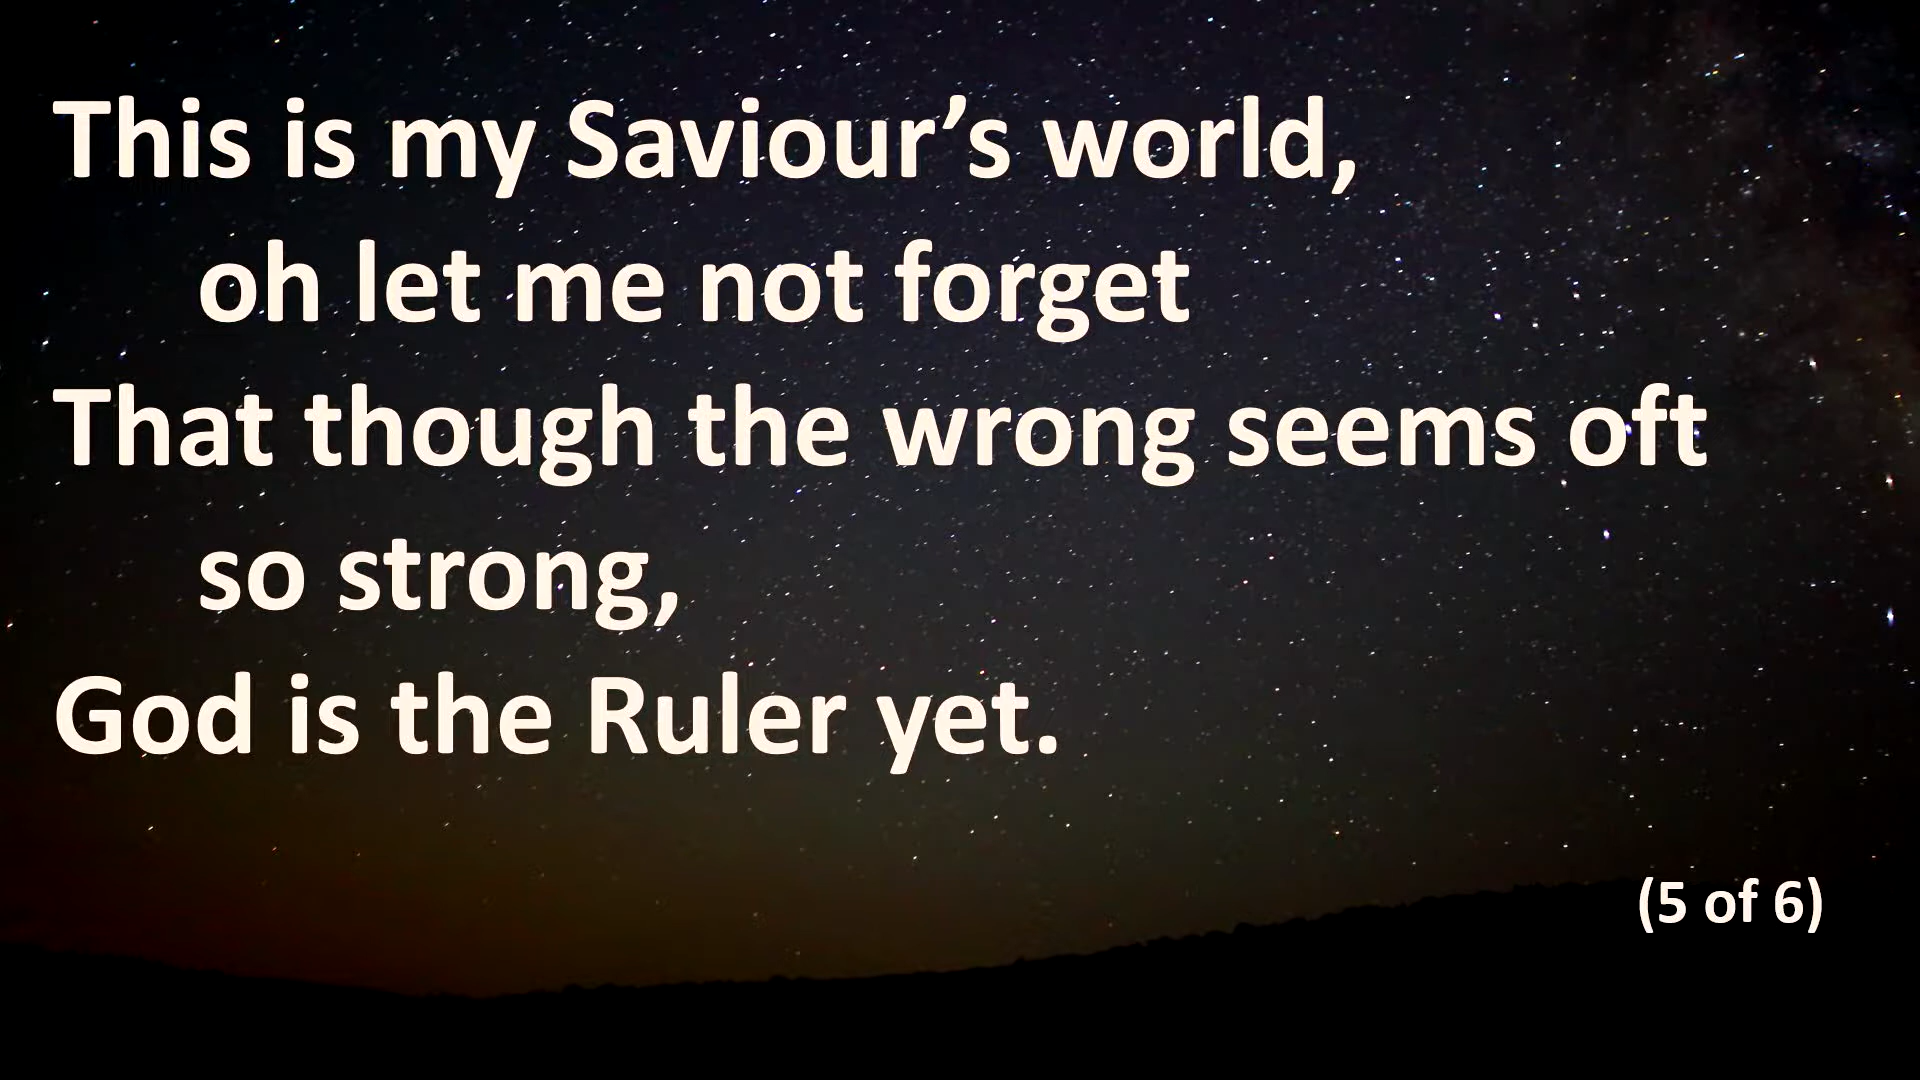 This is my Saviour’s world,
oh let me not forget
That though the wrong seems oft
so strong,
God is the Ruler yet.
(5 of 6)